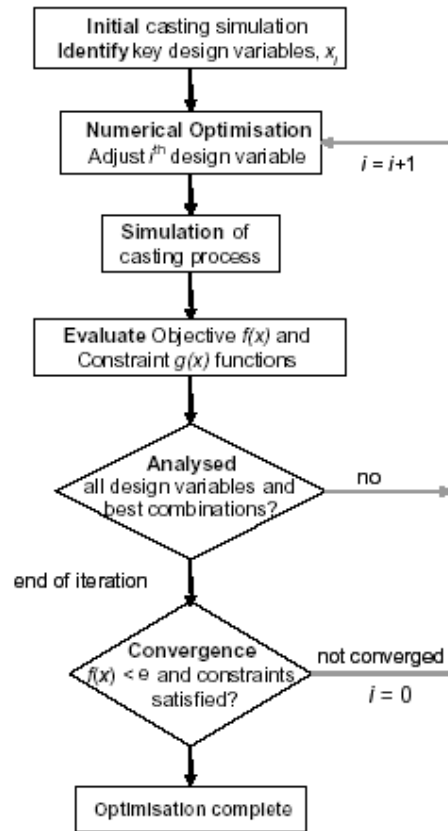 Initial casting simulation
Identify key design variables, xi
Numerical Optimisation
Adjust ith design variable
i = i+1
Simulation of
casting process
Evaluate Objective f(x) and
Constraint g(x) functions
Analysed
all design variables and
best combinations?
no
end of iteration
Convergence
f(x) < e and constraints
satisfied?
not converged
i = 0
Optimisation complete